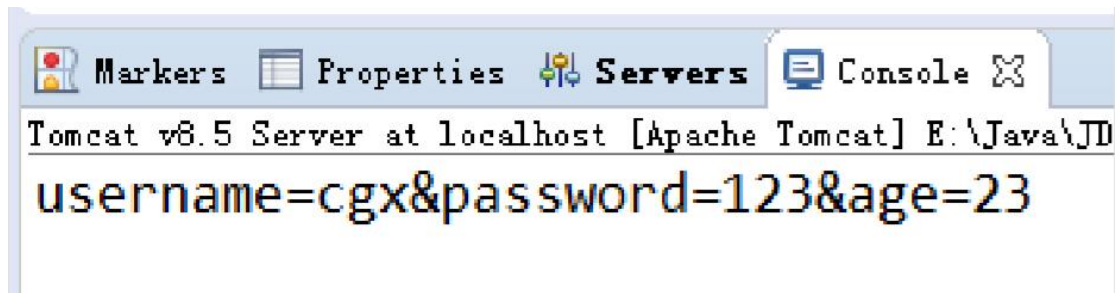 Markers Properties Servers Console
Tomcat v8.5 Server at localhost [Apache Tomcat] E:\Java\JD
username=cgx&password=123&age=23